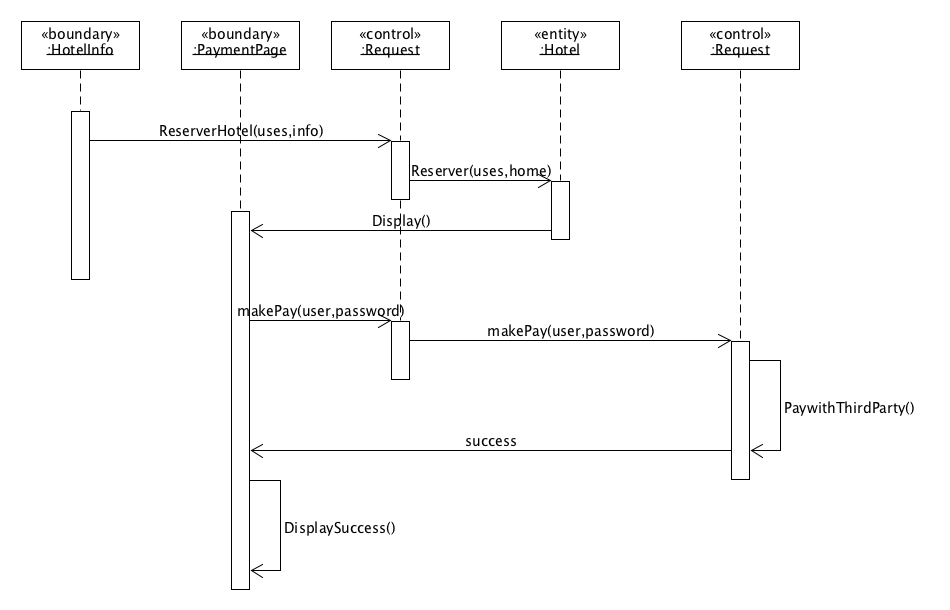 «boundary»
:HotelInfo
«boundary»
:PaymentPage
«control»
:Request
«entity»
:Hotel
«control»
:Request
ReserverHotel(uses,info)
Reserver(uses,home)
Display()
makePay(user,password)
makePay(user,password)
PaywithThirdParty()
success
DisplaySuccess()